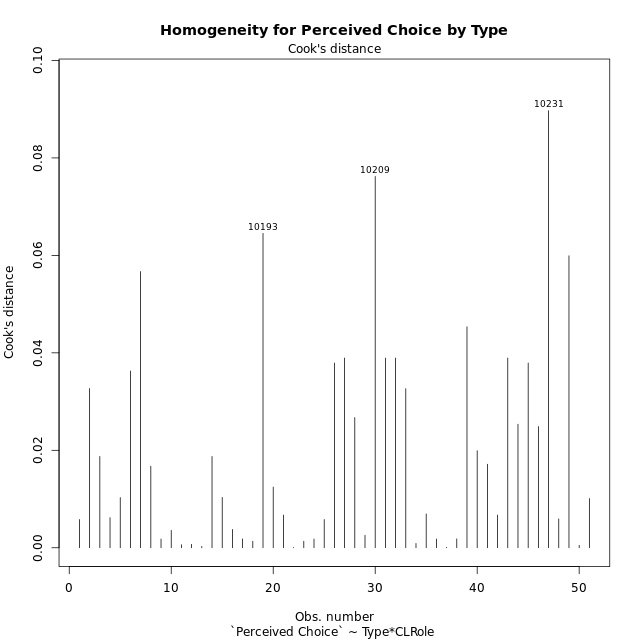 Homogeneity for Perceived Choice by Type
Cook's distance
0.10
0.08
0.06
0.04
0.02
0.00
Cook's distance
10231
10209
10193
0 10 20 30 40 50
Obs. number
`Perceived Choice` ~ Type*CLRole